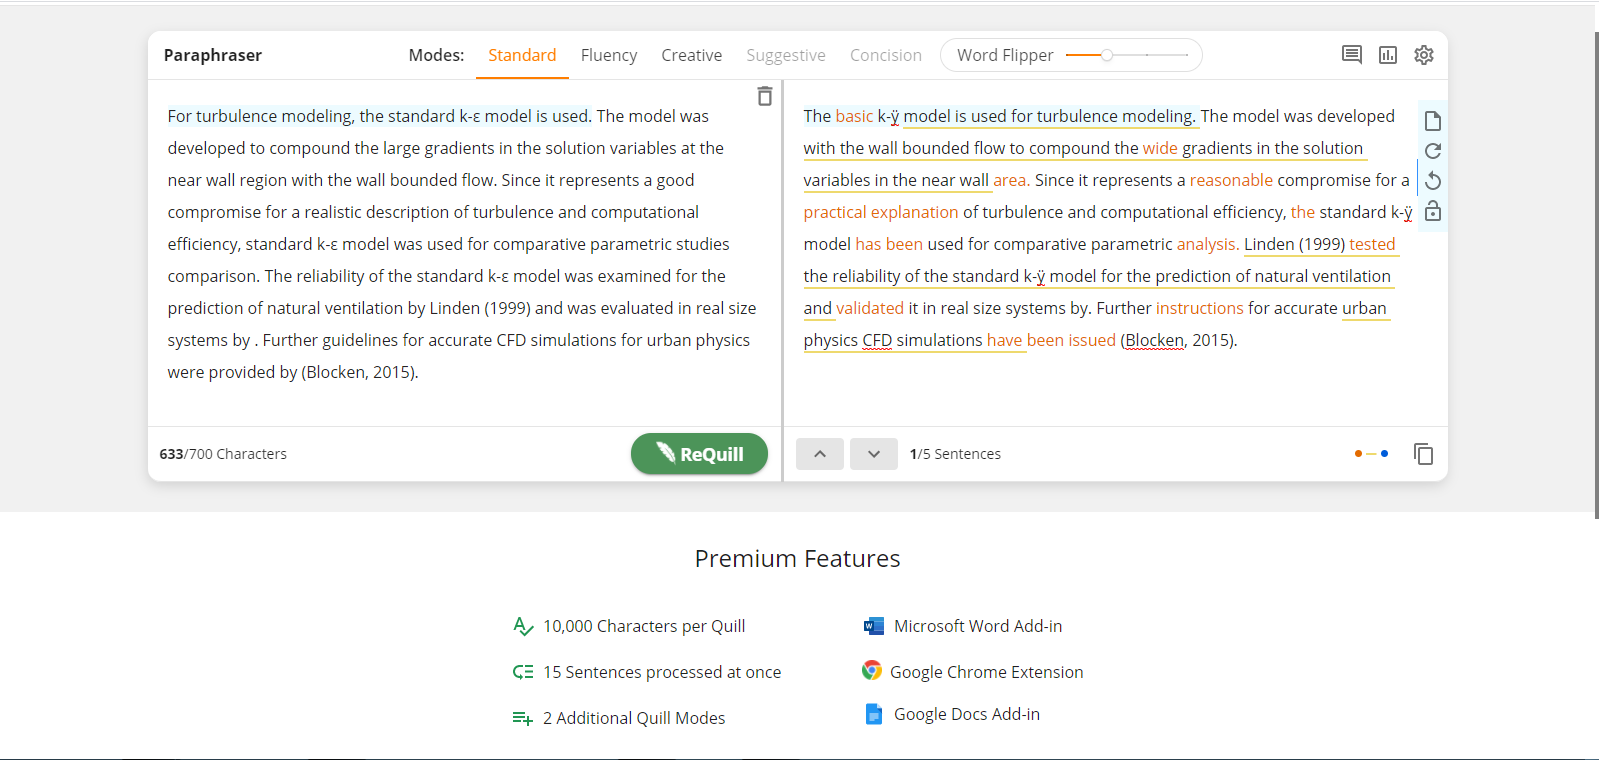 Paraphraser Modes: Standard Fluency Creative Suggestive Concision Word Flipper
For turbulence modeling, the standard k-ε model is used. The model was
developed to compound the large gradients in the solution variables at the
near wall region with the wall bounded flow. Since it represents a good
compromise for a realistic description of turbulence and computational
efficiency, standard k-ε model was used for comparative parametric studies
comparison. The reliability of the standard k-ε model was examined for the
prediction of natural ventilation by Linden (1999) and was evaluated in real size
systems by . Further guidelines for accurate CFD simulations for urban physics
were provided by (Blocken, 2015).
633/700 Characters
ReQuill
The basic k-ÿ model is used for turbulence modeling. The model was developed
with the wall bounded flow to compound the wide gradients in the solution
variables in the near wall area. Since it represents a reasonable compromise for a
practical explanation of turbulence and computational efficiency, the standard k-ÿ
model has been used for comparative parametric analysis. Linden (1999) tested
the reliability of the standard k-ÿ model for the prediction of natural ventilation
and validated it in real size systems by. Further instructions for accurate urban
physics CFD simulations have been issued (Blocken, 2015).
1/5 Sentences
Premium Features
10,000 Characters per Quill
15 Sentences processed at once
2 Additional Quill Modes
Microsoft Word Add-in
Google Chrome Extension
Google Docs Add-in